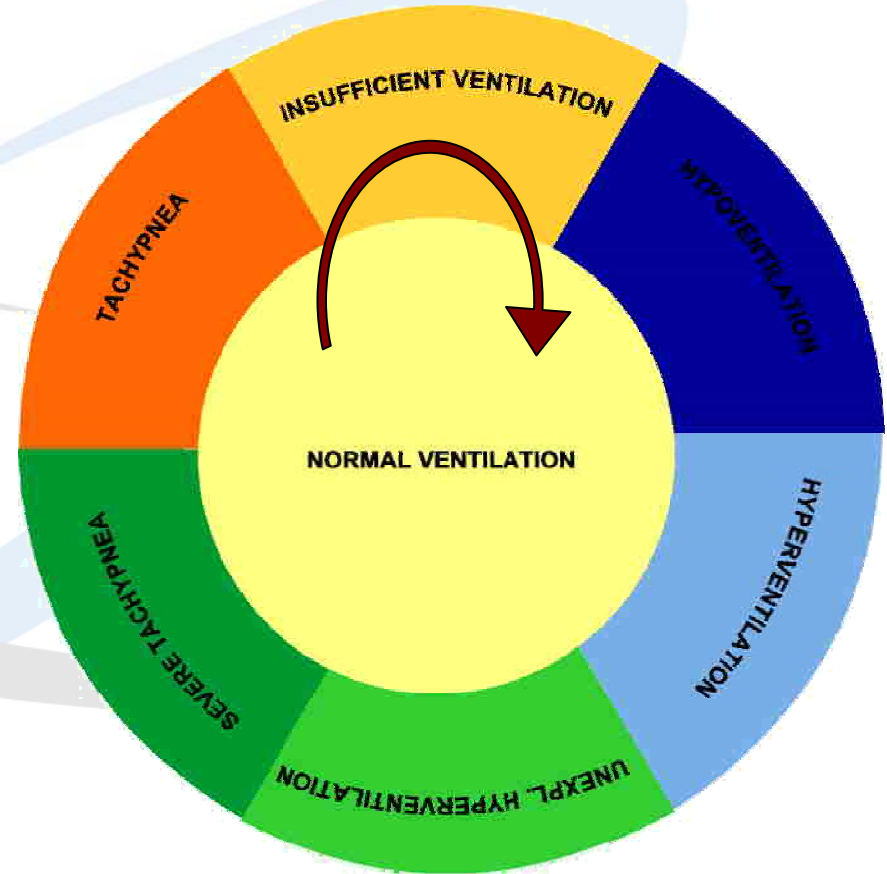 INSUFFICIENT VENTILATION
HYPOVENTILATION
HYPERVENTILATION
UNEXPL. HYPERVENTILATION
SEVERE TACHYPNEA
TACHYPNEA
NORMAL VENTILATION